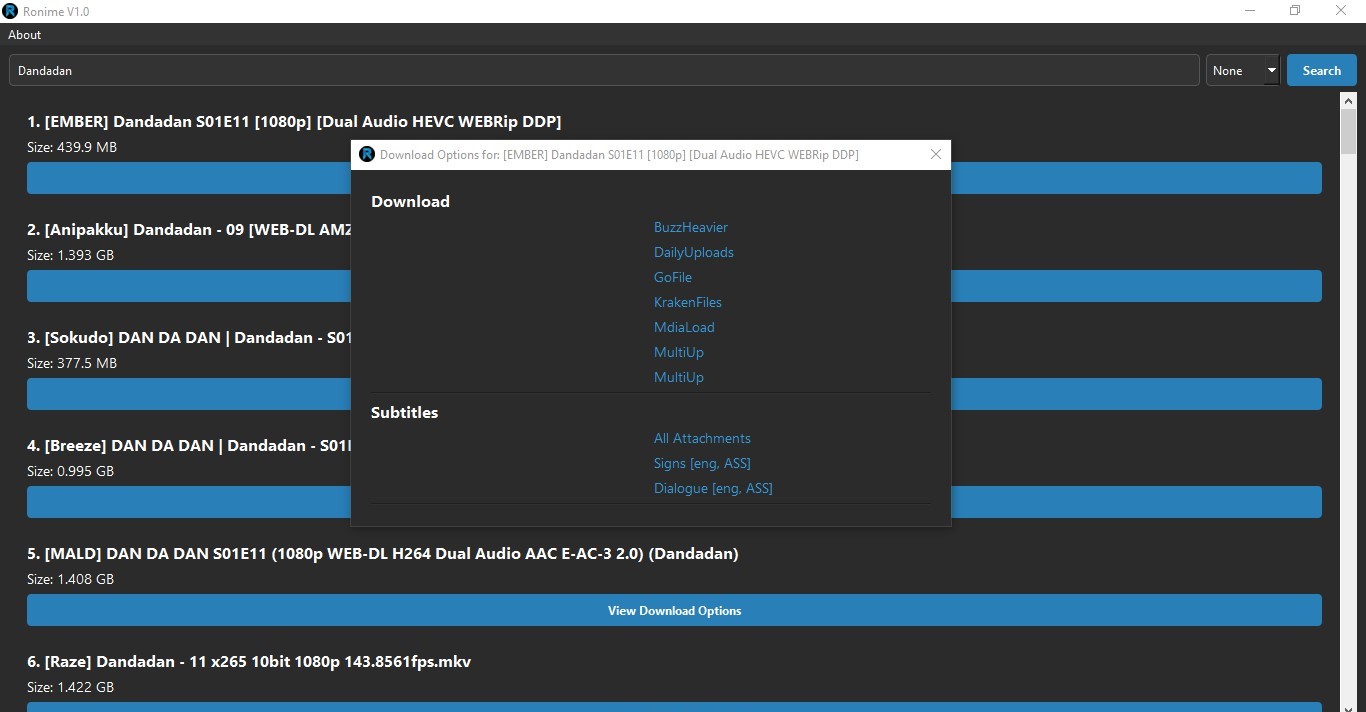 Ronime V1.0
About
Dandadan
None
Search
1. [EMBER] Dandadan S01E11 [1080p] [Dual Audio HEVC WEBRip DDP]
Size: 439.9 MB
2. [Anipakku] Dandadan - 09 [WEB-DL AMZ
Size: 1.393 GB
3. [Sokudo] DAN DA DAN | Dandadan - S01
Size: 377.5 MB
4. [Breeze] DAN DA DAN | Dandadan - S01
Size: 0.995 GB
Download Options for: [EMBER] Dandadan S01E11 [1080p] [Dual Audio HEVC WEBRip DDP]
Download
BuzzHeavier
DailyUploads
GoFile
KrakenFiles
MdiaLoad
MultiUp
MultiUp
Subtitles
All Attachments
Signs [eng, ASS]
Dialogue [eng, ASS]
5. [MALD] DAN DA DAN S01E11 (1080p WEB-DL H264 Dual Audio AAC E-AC-3 2.0) (Dandadan)
Size: 1.408 GB
View Download Options
6. [Raze] Dandadan - 11 x265 10bit 1080p 143.8561fps.mkv
Size: 1.422 GB